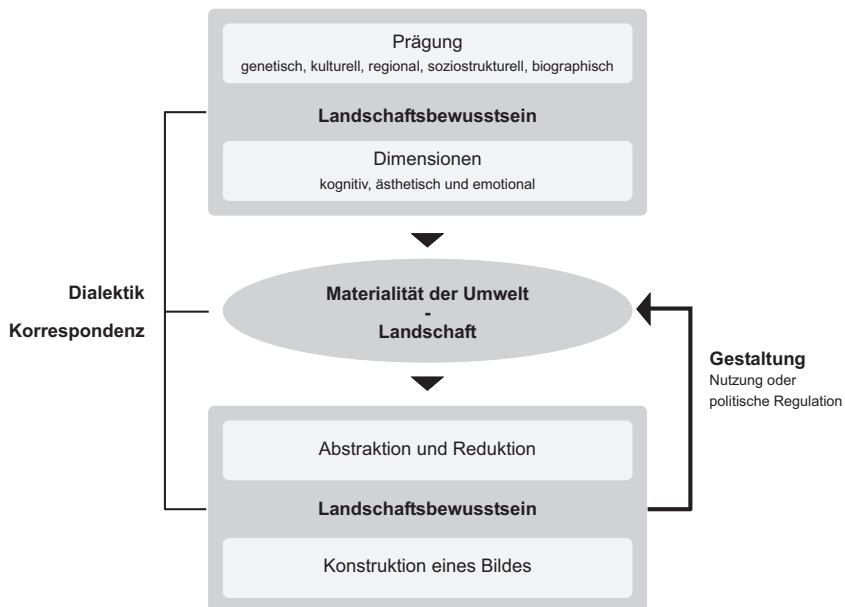 Prägung
genetisch, kulturell, regional, soziostrukturell, biographisch
Landschaftsbewusstsein
Dimensionen
kognitiv, ästhetisch und emotional
Dialektik
Korrespondenz
Materialität der Umwelt
-
Landschaft
Gestaltung
Nutzung oder
politische Regulation
Abstraktion und Reduktion
Landschaftsbewusstsein
Konstruktion eines Bildes